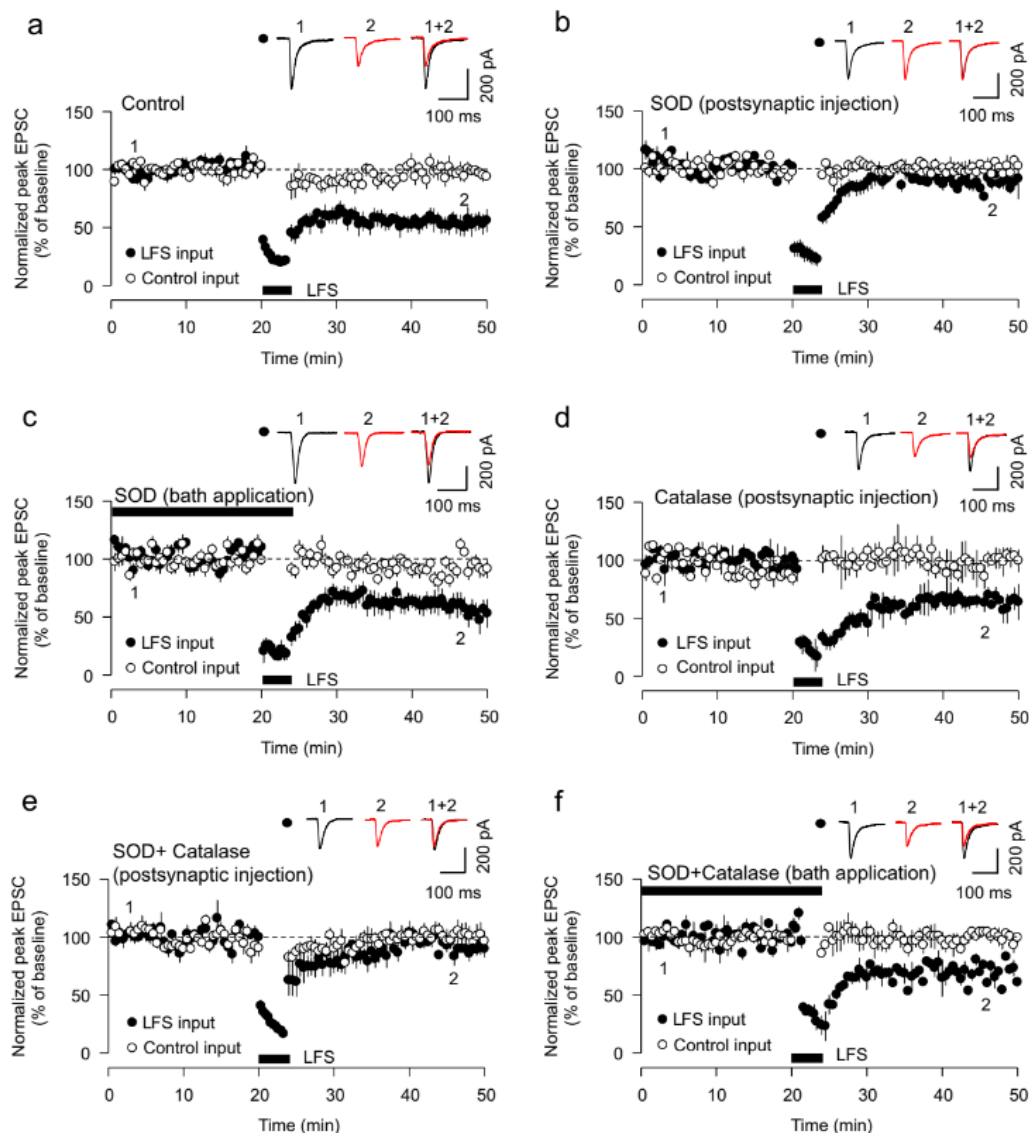 a
1 2 1+2
200 pA
100 ms
Control
Normalized peak EPSC
(% of baseline)
150
100
50
0
1
2
LFS input
Control input
LFS
0 10 20 30 40 50
Time (min)
b
1 2 1+2
200 pA
100 ms
SOD (postsynaptic injection)
Normalized peak EPSC
(% of baseline)
150
100
50
0
1
2
LFS input
Control input
LFS
0 10 20 30 40 50
Time (min)
c
1 2 1+2
200 pA
100 ms
SOD (bath application)
Normalized peak EPSC
(% of baseline)
150
100
50
0
1
2
LFS input
Control input
LFS
0 10 20 30 40 50
Time (min)
d
1 2 1+2
200 pA
100 ms
Catalase (postsynaptic injection)
Normalized peak EPSC
(% of baseline)
150
100
50
0
1
2
LFS input
Control input
LFS
0 10 20 30 40 50
Time (min)
e
1 2 1+2
200 pA
100 ms
SOD+ Catalase
(postsynaptic injection)
Normalized peak EPSC
(% of baseline)
150
100
50
0
1
2
LFS input
Control input
LFS
0 10 20 30 40 50
Time (min)
f
1 2 1+2
200 pA
100 ms
SOD+Catalase (bath application)
Normalized peak EPSC
(% of baseline)
150
100
50
0
1
2
LFS input
Control input
LFS
0 10 20 30 40 50
Time (min)